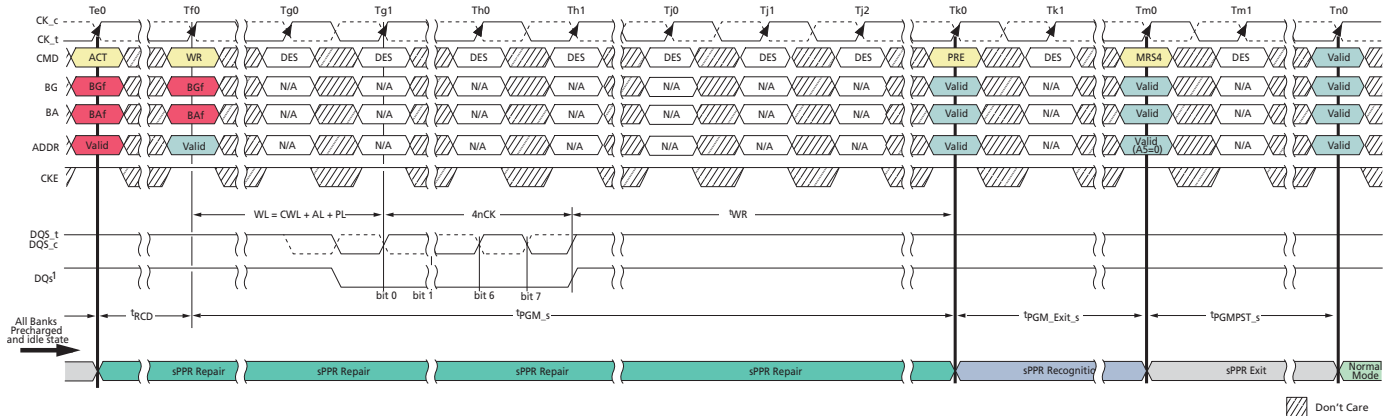 Te0 Tf0 Tg0 Tg1 Th0 Th1 Tj0 Tj1 Tj2 Tk0 Tk1 Tm0 Tm1 Tn0
CK_c
CK_t
CMD ACT WR DES DES DES DES DES DES DES PRE DES MRS4 DES Valid
BG BGf BGf N/A N/A N/A N/A N/A N/A N/A Valid N/A Valid N/A Valid
BA BAf BAf N/A N/A N/A N/A N/A N/A N/A Valid N/A Valid N/A Valid
ADDR Valid Valid N/A N/A N/A N/A N/A N/A N/A Valid N/A Valid (A5=0) N/A Valid
CKE
WL = CWL + AL + PL 4nCK tWR
DQS_t
DQS_c
DQs1
bit 0 bit 1 bit 6 bit 7
All Banks
Precharged
and idle state
tRCD tPGM_s tPGM_Exit_s tPGMPST_s
sPPR Repair sPPR Repair sPPR Repair sPPR Repair sPPR Recognitic sPPR Exit Normal
Mode
Don't Care